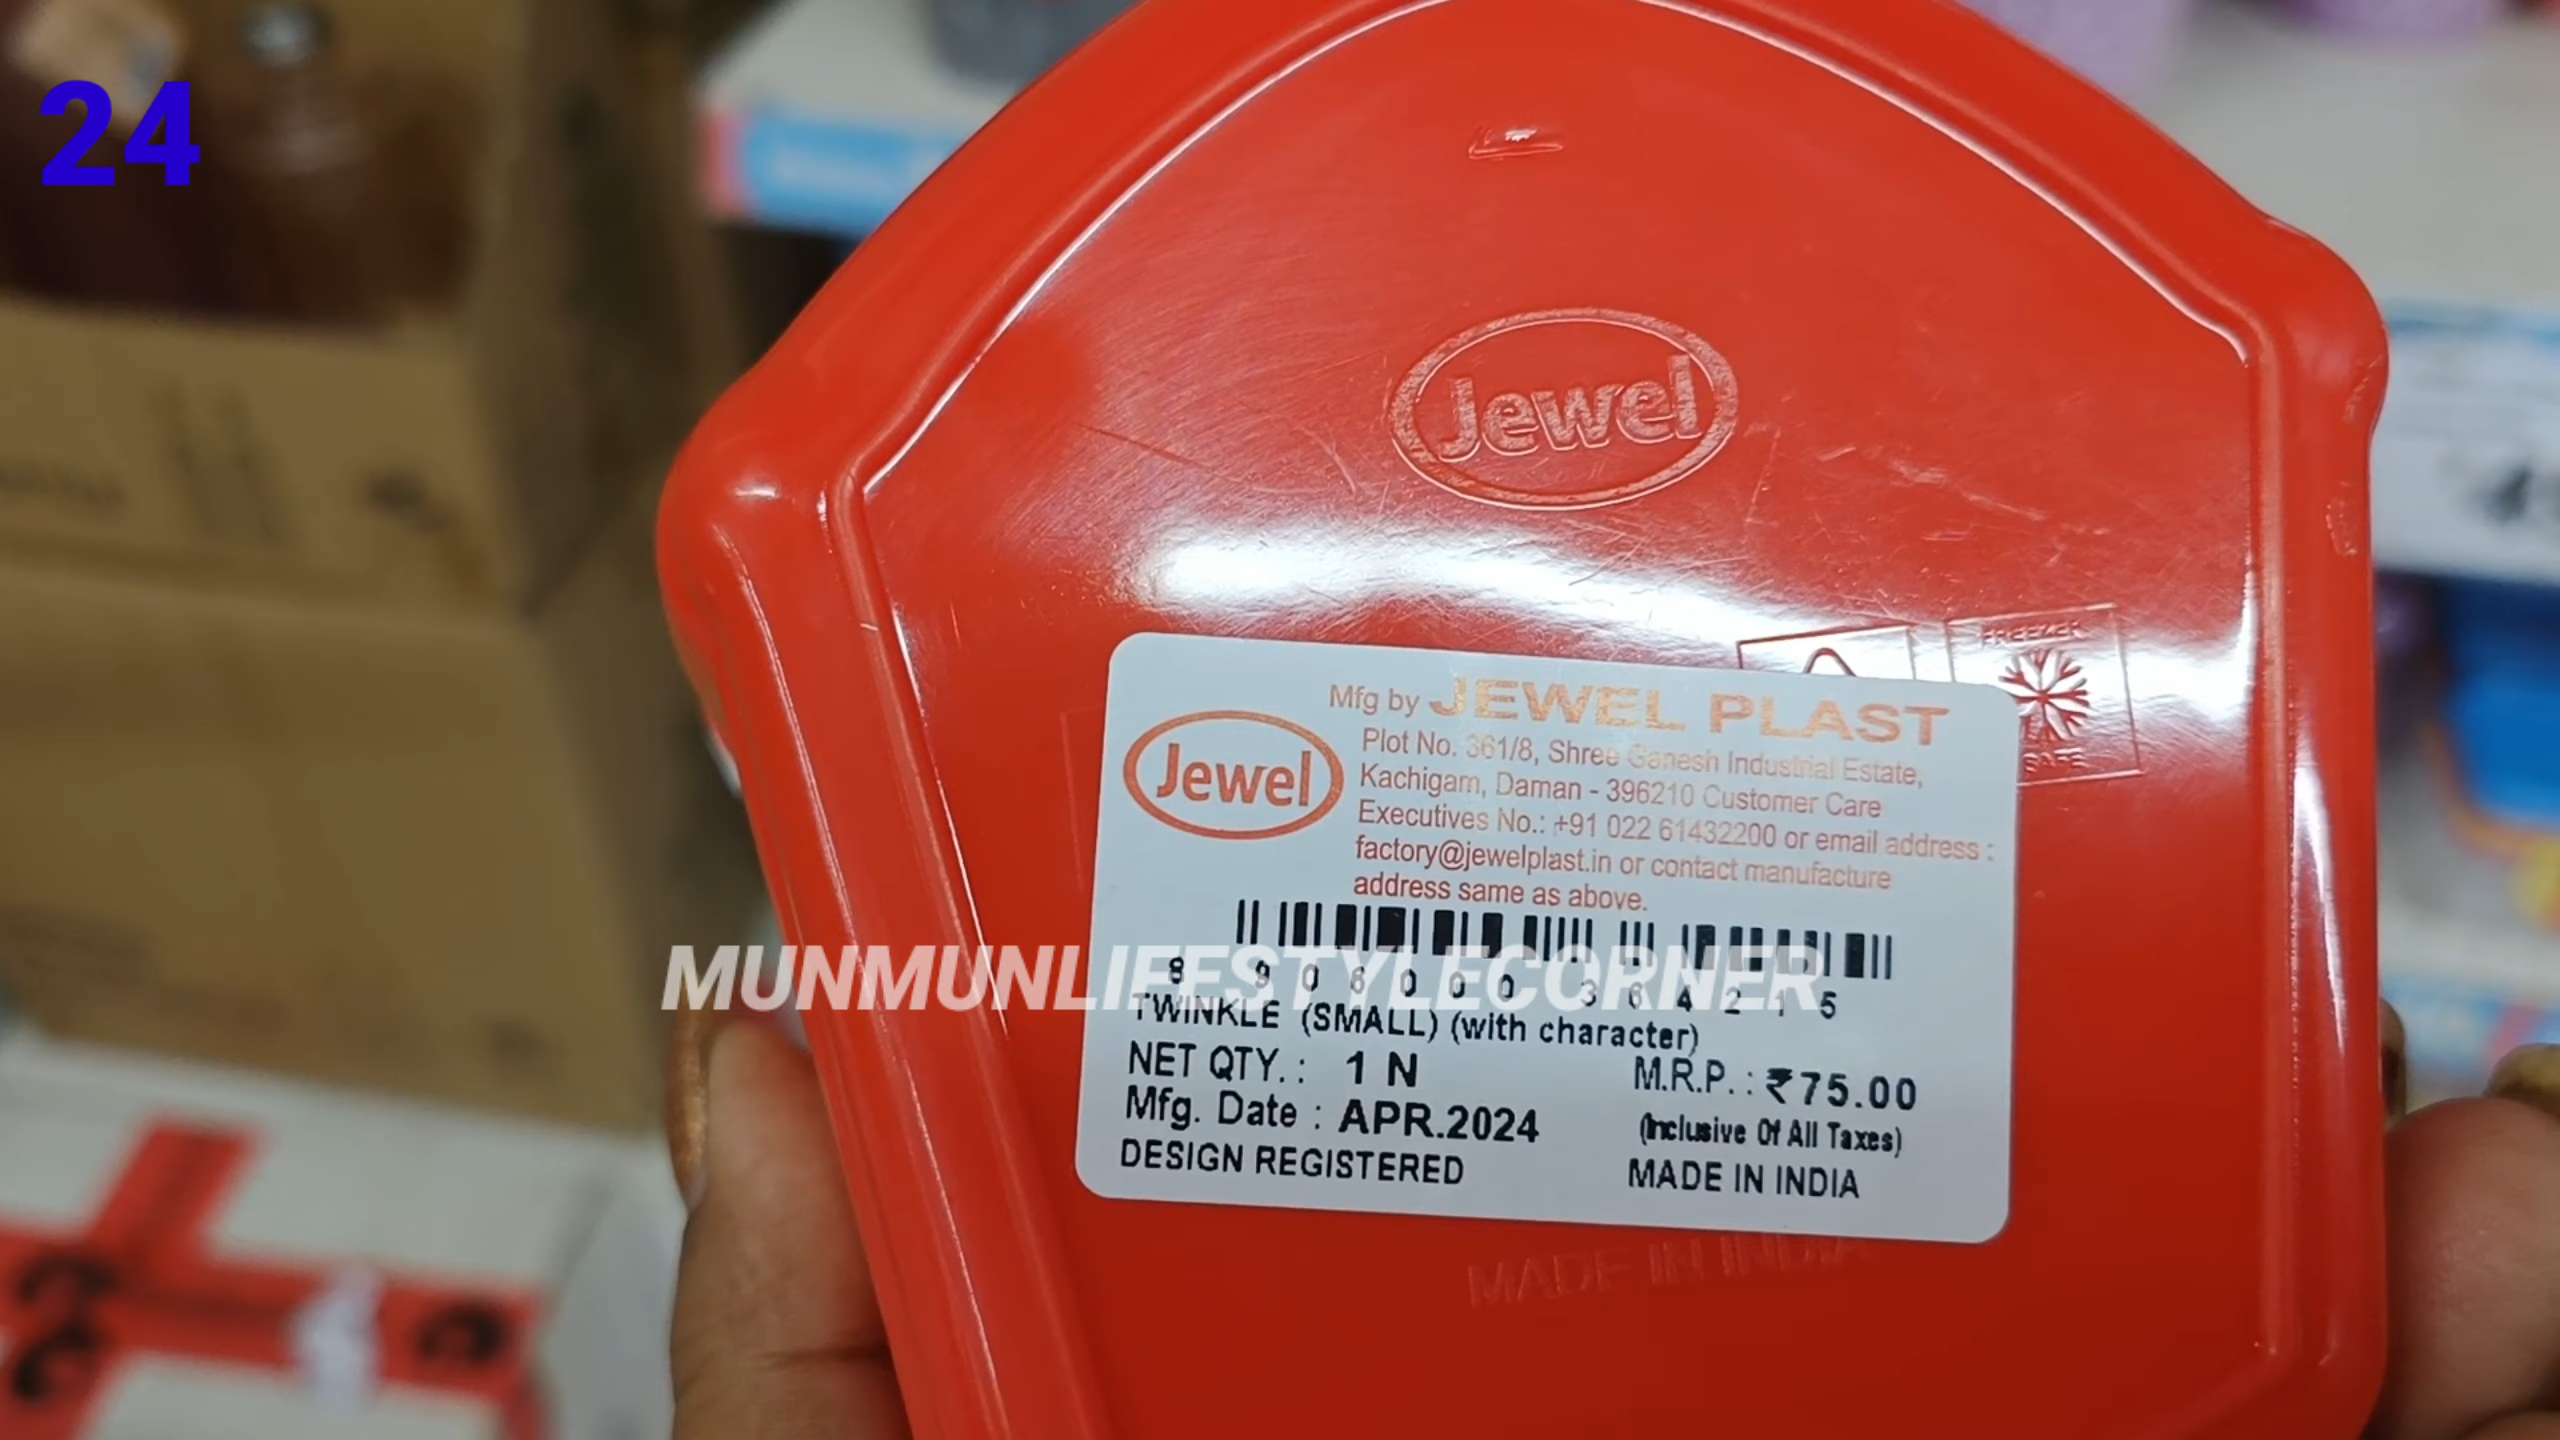 24
Jewel
FREEZER
Mfg by JEWEL PLAST
Jewel
Plot No. 361/8, Shree Ganesh Industrial Estate,
Kachigam, Daman - 396210 Customer Care
Executives No.: +91 022 61432200 or email address :
factory@jewelplast.in or contact manufacture
address same as above.
MUNMUNLIFESTYLECORNER
8 906000 364215
TWINKLE (SMALL) (with character)
NET QTY. : 1 N
M.R.P. : ₹75.00
Mfg. Date : APR.2024
(Inclusive Of All Taxes)
DESIGN REGISTERED
MADE IN INDIA
MADE IN INDIA